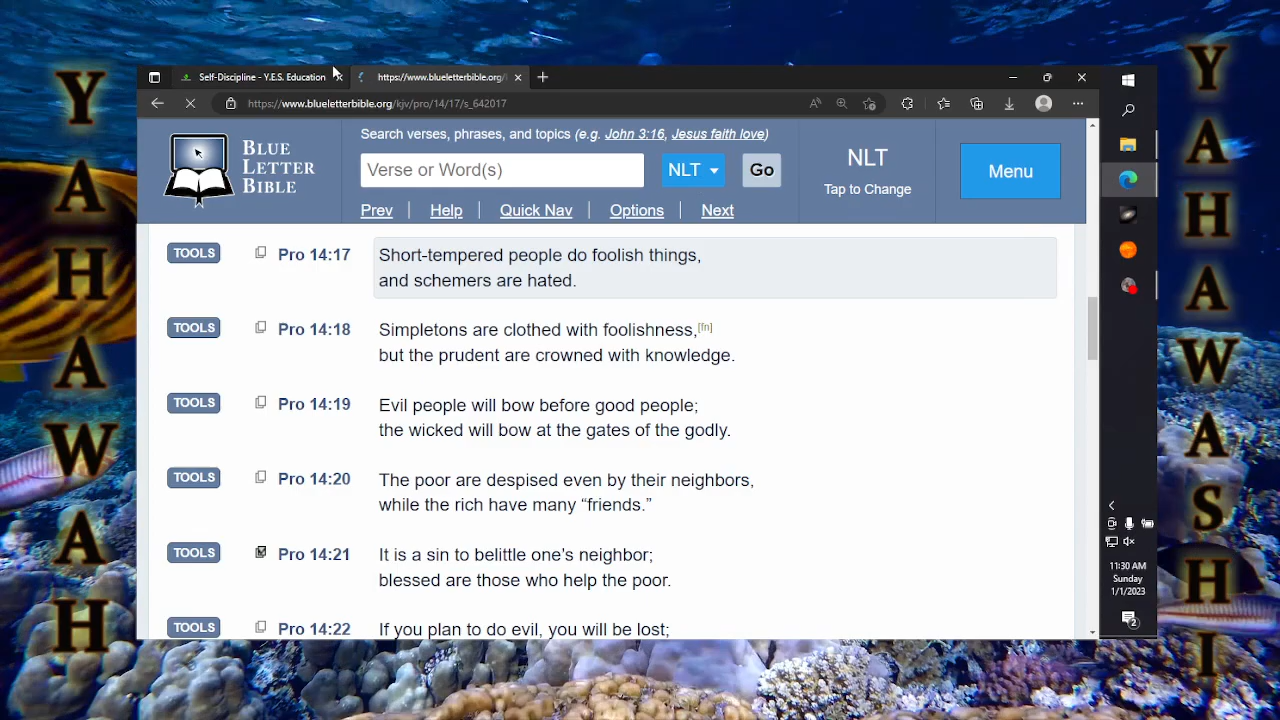 Y
A
H
A
W
A
H
Self-Discipline - Y.E.S. Education
https://www.blueletterbible.org/
https://www.blueletterbible.org/kjv/pro/14/17/s_642017
BLUE
LETTER
BIBLE
Search verses, phrases, and topics (e.g. John 3:16, Jesus faith love)
Verse or Word(s)
NLT
Go
Prev
Help
Quick Nav
Options
Next
NLT
Tap to Change
Menu
TOOLS Pro 14:17 Short-tempered people do foolish things,
and schemers are hated.
TOOLS Pro 14:18 Simpletons are clothed with foolishness,[fn]
but the prudent are crowned with knowledge.
TOOLS Pro 14:19 Evil people will bow before good people;
the wicked will bow at the gates of the godly.
TOOLS Pro 14:20 The poor are despised even by their neighbors,
while the rich have many “friends.”
TOOLS Pro 14:21 It is a sin to belittle one’s neighbor;
blessed are those who help the poor.
TOOLS Pro 14:22 If you plan to do evil, you will be lost;
11:30 AM
Sunday
1/1/2023
2
Y
A
H
A
W
A
S
H
I